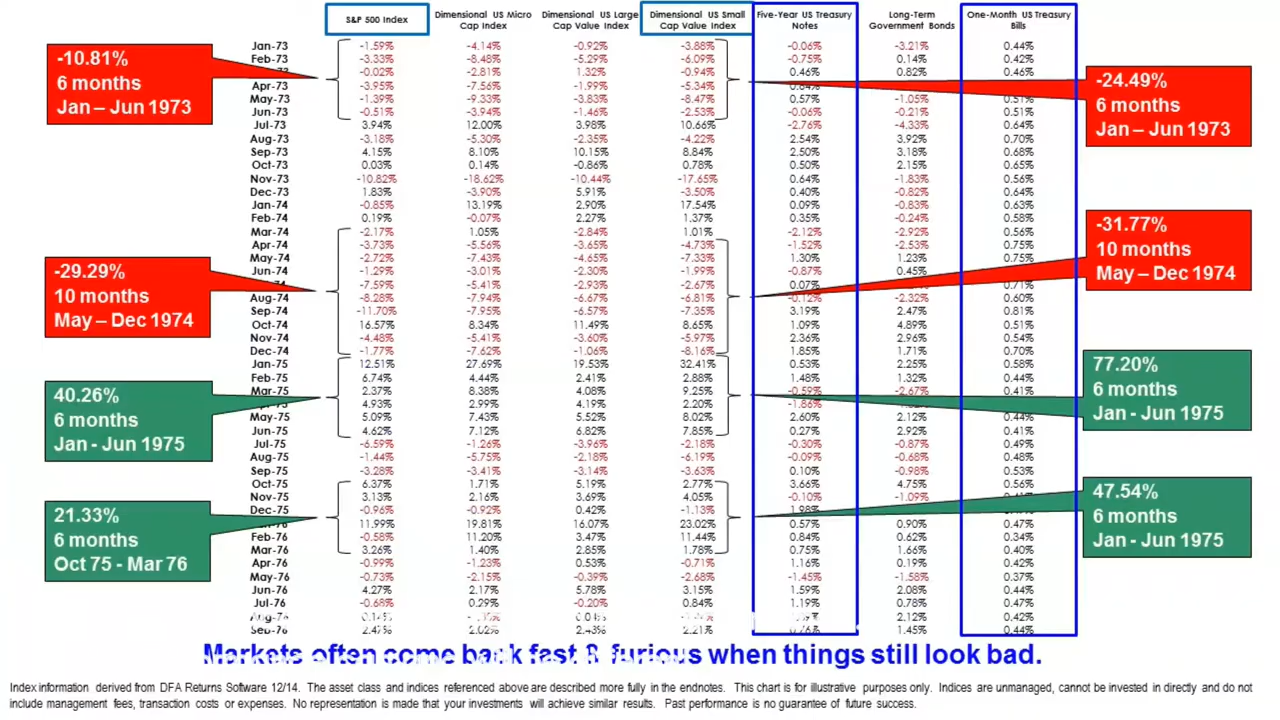 S&P 500 Index Dimensional US Micro Cap Index Dimensional US Large Cap Value Index Dimensional US Small Cap Value Index Five-Year US Treasury Notes Long-Term Government Bonds One-Month US Treasury Bills
Jan-73 -1.59% -4.14% -0.92% -3.88% -0.06% -3.21% 0.44%
Feb-73 -3.33% -8.48% -5.29% -6.09% -0.75% 0.14% 0.42%
-0.02% -2.81% 1.32% -0.94% 0.46% 0.82% 0.46%
Apr-73 -3.95% -7.56% -1.99% -5.34%
May-73 -1.39% -9.33% -3.83% -8.47% 0.57% -1.05% 0.51%
Jun-73 -0.51% -3.94% -1.46% -2.53% -0.06% -0.21% 0.51%
Jul-73 3.94% 12.00% 3.98% 10.66% -2.76% -4.33% 0.64%
Aug-73 -3.18% -5.30% -2.35% -4.22% 2.54% 3.92% 0.70%
Sep-73 4.15% 8.10% 10.15% 8.84% 2.50% 3.18% 0.68%
Oct-73 0.03% 0.14% -0.86% 0.78% 0.50% 2.15% 0.65%
Nov-73 -10.82% -18.62% -10.44% -17.65% 0.64% -1.83% 0.56%
Dec-73 1.83% -3.90% 5.91% -3.50% 0.40% -0.82% 0.64%
Jan-74 -0.85% 13.19% 2.90% 17.54% 0.09% -0.83% 0.63%
Feb-74 0.19% -0.07% 2.27% 1.37% 0.35% -0.24% 0.58%
Mar-74 -2.17% 1.05% -2.84% 1.01% -2.12% -2.92% 0.56%
Apr-74 -3.73% -5.56% -3.65% -4.73% -1.52% -2.53% 0.75%
May-74 -2.72% -7.43% -4.65% -7.33% 1.30% 1.23% 0.75%
Jun-74 -1.29% -3.01% -2.30% -1.99% -0.87% 0.45%
-7.59% -5.41% -2.93% -2.67% 0.07% 0.71%
Aug-74 -8.28% -7.94% -6.67% -6.81% -0.12% -2.32% 0.60%
Sep-74 -11.70% -7.95% -6.57% -7.35% 3.19% 2.47% 0.81%
Oct-74 16.57% 8.34% 11.49% 8.65% 1.09% 4.89% 0.51%
Nov-74 -4.48% -5.41% -3.60% -5.97% 2.36% 2.96% 0.54%
Dec-74 -1.77% -7.62% -1.06% -8.16% 1.85% 1.71% 0.70%
Jan-75 12.51% 27.69% 19.53% 32.41% 0.53% 2.25% 0.58%
Feb-75 6.74% 4.44% 2.41% 2.88% 1.48% 1.32% 0.44%
Mar-75 2.37% 8.38% 4.08% 9.25% -0.59% -2.67% 0.41%
4.93% 2.99% 4.19% 2.20% -1.86%
May-75 5.09% 7.43% 5.52% 8.02% 2.60% 2.12% 0.44%
Jun-75 4.62% 7.12% 6.82% 7.85% 0.27% 2.92% 0.41%
Jul-75 -6.59% -1.26% -3.96% -2.18% -0.30% -0.87% 0.49%
Aug-75 -1.44% -5.75% -2.18% -6.19% -0.09% -0.68% 0.48%
Sep-75 -3.28% -3.41% -3.14% -3.63% 0.10% -0.98% 0.53%
Oct-75 6.37% 1.71% 5.19% 2.77% 3.66% 4.75% 0.56%
Nov-75 3.13% 2.16% 3.69% 4.05% -0.10% -1.09%
Dec-75 -0.96% -0.92% 0.42% -1.13% 1.98%
11.99% 19.81% 16.07% 23.02% 0.57% 0.90% 0.47%
Feb-76 -0.58% 11.20% 3.47% 11.44% 0.84% 0.62% 0.34%
Mar-76 3.26% 1.40% 2.85% 1.78% 0.75% 1.66% 0.40%
Apr-76 -0.99% -1.23% 0.53% -0.71% 1.16% 0.19% 0.42%
May-76 -0.73% -2.15% -0.39% -2.68% -1.45% -1.58% 0.37%
Jun-76 4.27% 2.17% 5.78% 3.15% 1.59% 2.08% 0.44%
Jul-76 -0.68% 0.29% -0.20% 0.84% 1.19% 0.78% 0.47%
Aug-76 2.12% 0.42%
Sep-76 1.45% 0.44%
-10.81%
6 months
Jan – Jun 1973
-29.29%
10 months
May – Dec 1974
40.26%
6 months
Jan - Jun 1975
21.33%
6 months
Oct 75 - Mar 76
-24.49%
6 months
Jan – Jun 1973
-31.77%
10 months
May – Dec 1974
77.20%
6 months
Jan - Jun 1975
47.54%
6 months
Jan - Jun 1975
Markets often come back fast & furious when things still look bad.
Index information derived from DFA Returns Software 12/14. The asset class and indices referenced above are described more fully in the endnotes. This chart is for illustrative purposes only. Indices are unmanaged, cannot be invested in directly and do not
include management fees, transaction costs or expenses. No representation is made that your investments will achieve similar results. Past performance is no guarantee of future success.